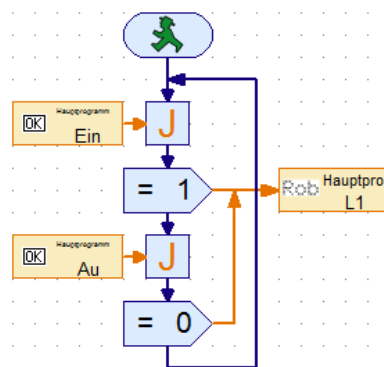 Hauptprogramm
OK
Ein
J
= 1
Rob
Hauptpro
L1
Hauptprogramm
OK
Au
J
= 0